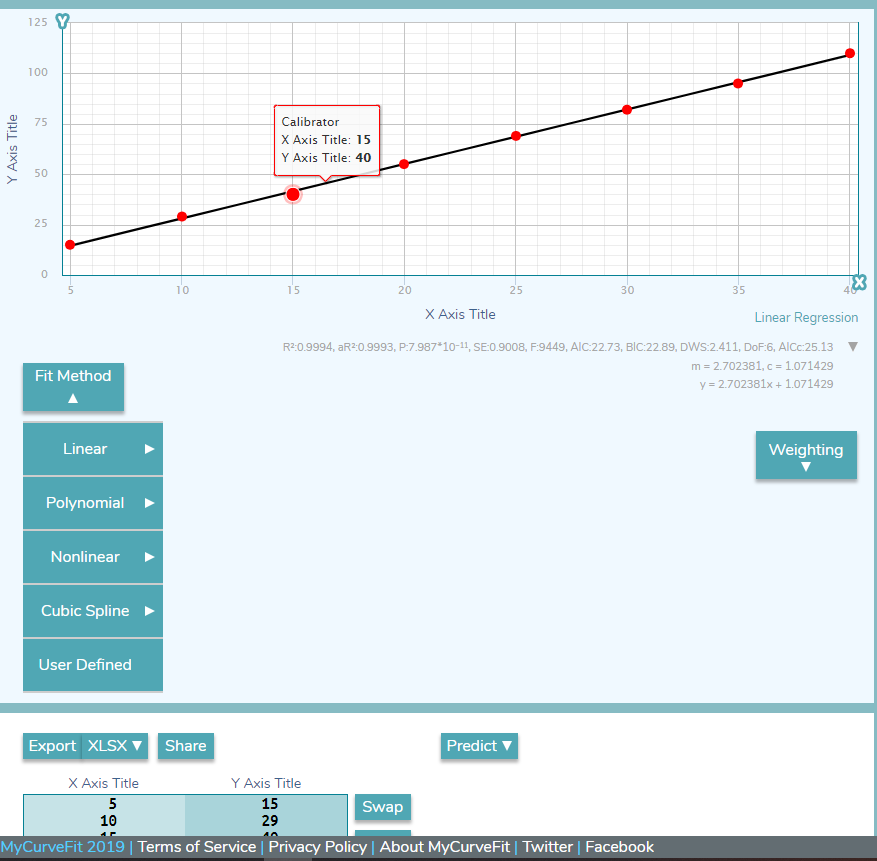 125
Y
100
75
50
25
0
Y Axis Title
Calibrator
X Axis Title: 15
Y Axis Title: 40
5 10 15 20 25 30 35 40 X
X Axis Title
Linear Regression
R²:0.9994, aR²:0.9993, P:7.987*10⁻¹¹, SE:0.9008, F:9449, AIC:22.73, BIC:22.89, DWS:2.411, DoF:6, AICc:25.13 ▼
m = 2.702381, c = 1.071429
y = 2.702381x + 1.071429
Fit Method
▲
Linear ▶
Polynomial ▶
Nonlinear ▶
Cubic Spline ▶
User Defined
Weighting
▼
Export XLSX ▼ Share Predict ▼
X Axis Title Y Axis Title
5 15 Swap
10 29
15 40
MyCurveFit 2019 | Terms of Service | Privacy Policy | About MyCurveFit | Twitter | Facebook